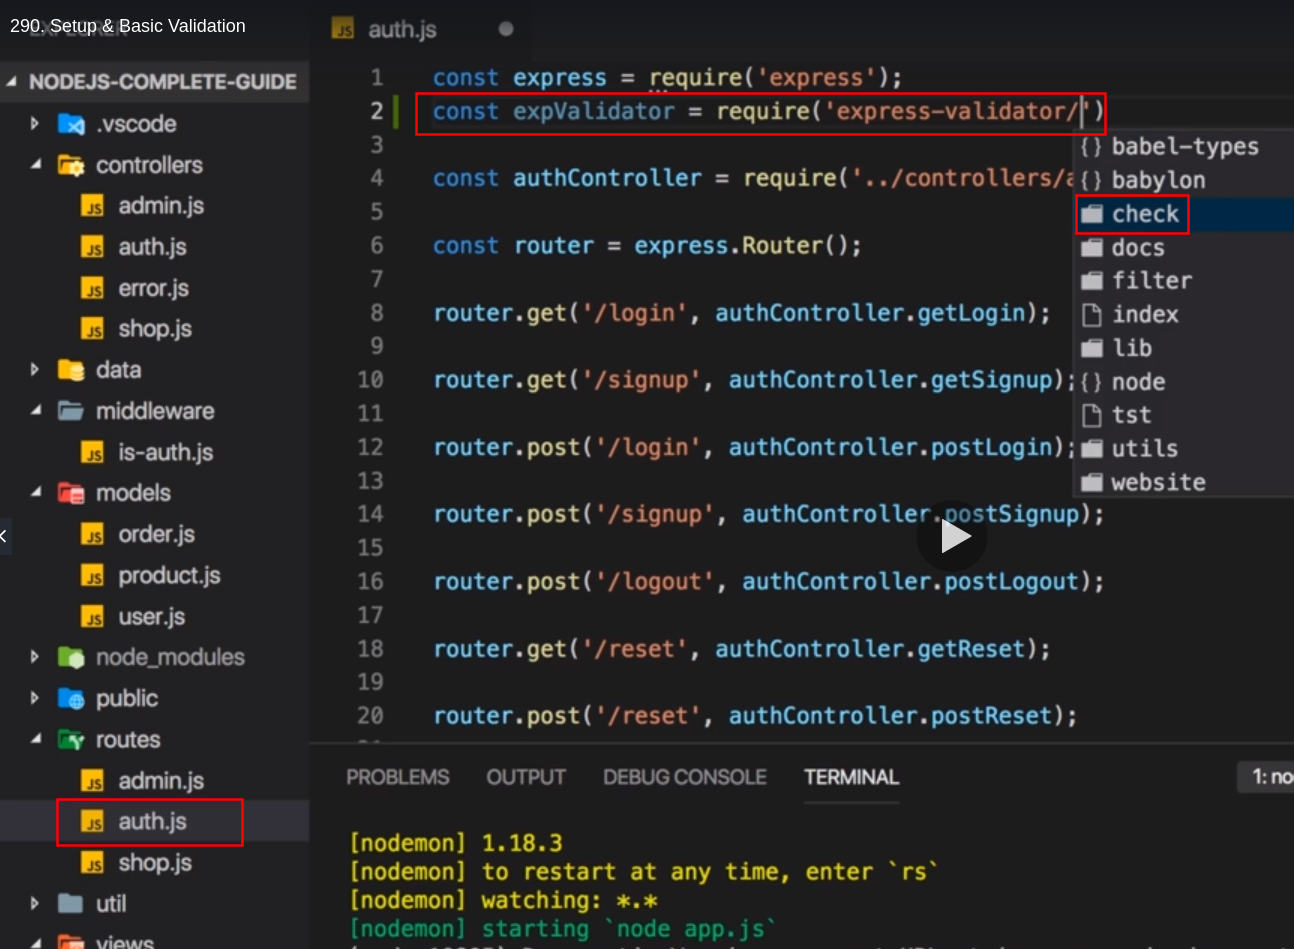 290. Setup & Basic Validation
NODEJS-COMPLETE-GUIDE
.vscode
controllers
admin.js
auth.js
error.js
shop.js
data
middleware
is-auth.js
models
order.js
product.js
user.js
node_modules
public
routes
admin.js
auth.js
shop.js
util
views
auth.js
1 const express = require('express');
2 const expValidator = require('express-validator/')
3
4 const authController = require('../controllers/a
5
6 const router = express.Router();
7
8 router.get('/login', authController.getLogin);
9
10 router.get('/signup', authController.getSignup);
11
12 router.post('/login', authController.postLogin);
13
14 router.post('/signup', authController.postSignup);
15
16 router.post('/logout', authController.postLogout);
17
18 router.get('/reset', authController.getReset);
19
20 router.post('/reset', authController.postReset);
{} babel-types
{} babylon
check
docs
filter
index
lib
{} node
tst
utils
website
PROBLEMS OUTPUT DEBUG CONSOLE TERMINAL 1: no
[nodemon] 1.18.3
[nodemon] to restart at any time, enter `rs`
[nodemon] watching: *.*
[nodemon] starting `node app.js`